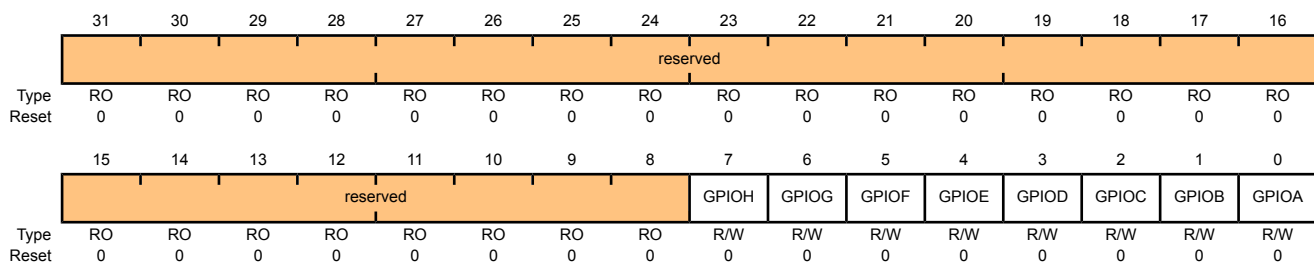 31 30 29 28 27 26 25 24 23 22 21 20 19 18 17 16
reserved
Type RO RO RO RO RO RO RO RO RO RO RO RO RO RO RO RO
Reset 0 0 0 0 0 0 0 0 0 0 0 0 0 0 0 0
15 14 13 12 11 10 9 8 7 6 5 4 3 2 1 0
reserved GPIOH GPIOG GPIOF GPIOE GPIOD GPIOC GPIOB GPIOA
Type RO RO RO RO RO RO RO RO R/W R/W R/W R/W R/W R/W R/W R/W
Reset 0 0 0 0 0 0 0 0 0 0 0 0 0 0 0 0